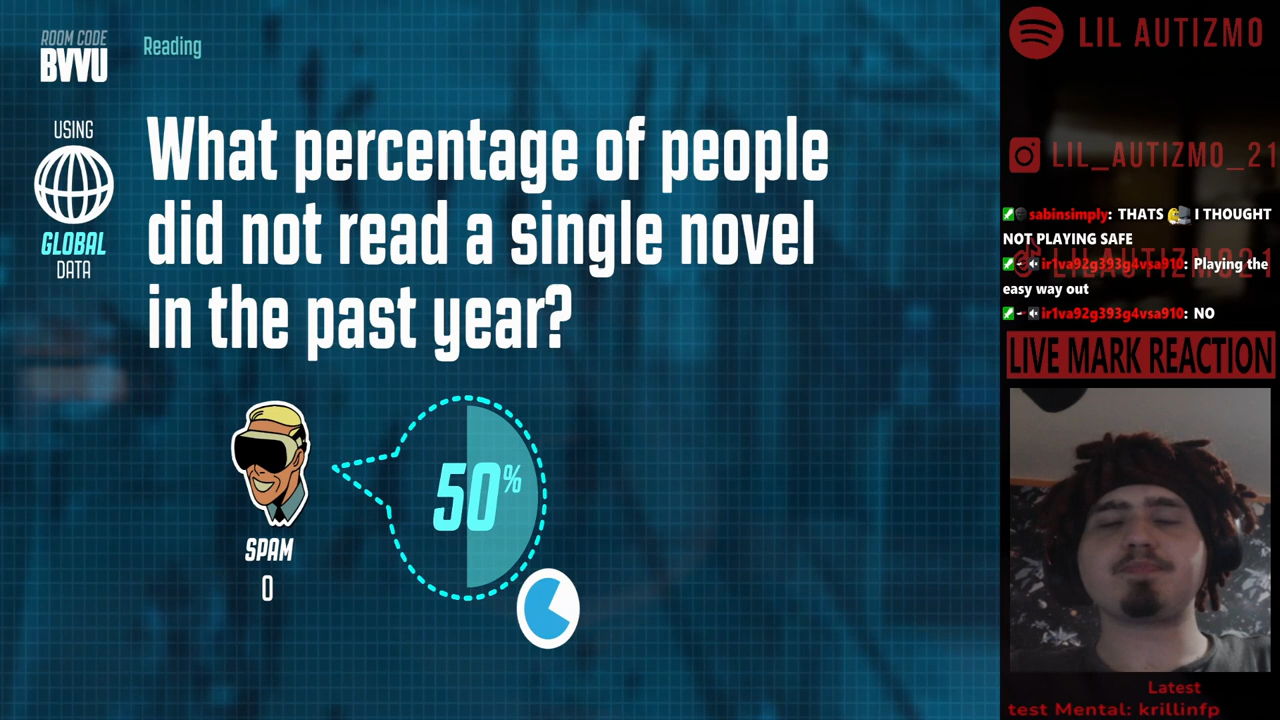 ROOM CODE
BVVU
Reading
USING
GLOBAL
DATA
What percentage of people
did not read a single novel
in the past year?
50%
SPAM
0
LIL AUTIZMO
LIL_AUTIZMO_21
LILAUTIZMO21
sabinsimply: THATS I THOUGHT
NOT PLAYING SAFE
ir1va92g393g4vsa910: Playing the
easy way out
ir1va92g393g4vsa910: NO
LIVE MARK REACTION
Latest
test Mental: krillinfp